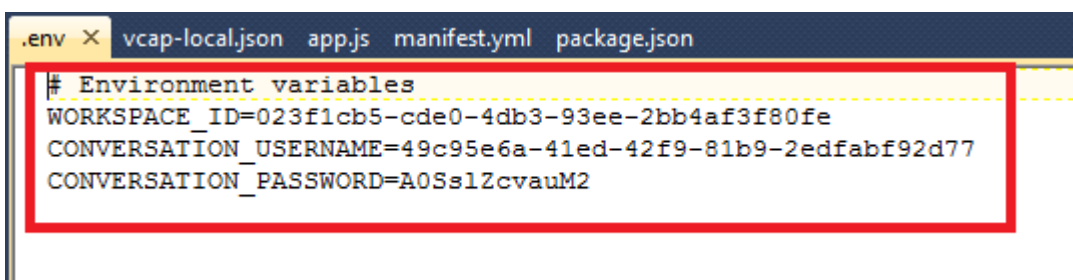 .env × vcap-local.json app.js manifest.yml package.json
# Environment variables
WORKSPACE_ID=023f1cb5-cde0-4db3-93ee-2bb4af3f80fe
CONVERSATION_USERNAME=49c95e6a-41ed-42f9-81b9-2edfabf92d77
CONVERSATION_PASSWORD=A0SslZcvauM2